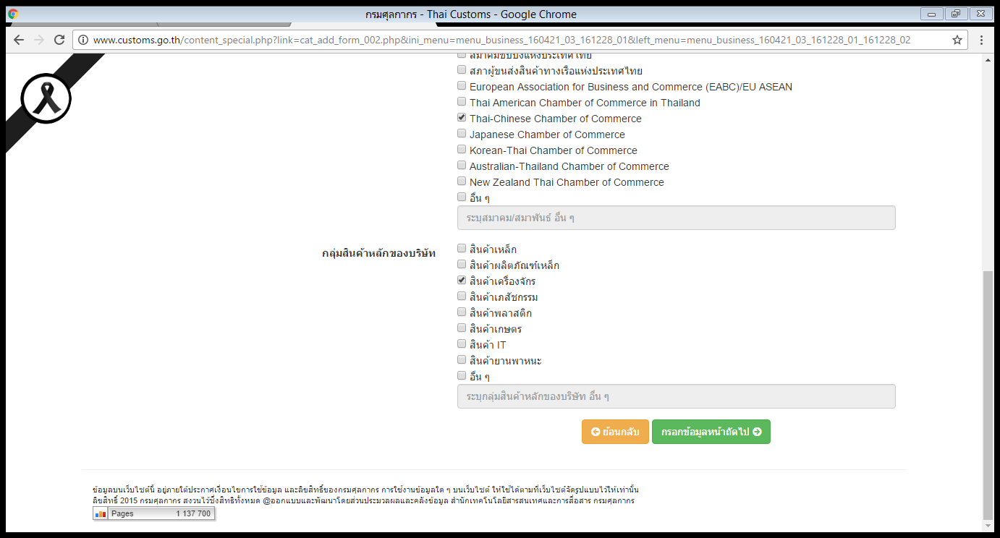 กรมศุลกากร - Thai Customs - Google Chrome
www.customs.go.th/content_special.php?link=cat_add_form_002.php&ini_menu=menu_business_160421_03_161228_01&left_menu=menu_business_160421_03_161228_01_161228_02
สมาคมชิปปิ้งแห่งประเทศไทย
สภาผู้ขนส่งสินค้าทางเรือแห่งประเทศไทย
European Association for Business and Commerce (EABC)/EU ASEAN
Thai American Chamber of Commerce in Thailand
Thai-Chinese Chamber of Commerce
Japanese Chamber of Commerce
Korean-Thai Chamber of Commerce
Australian-Thailand Chamber of Commerce
New Zealand Thai Chamber of Commerce
อื่น ๆ
ระบุสมาคม/สมาพันธ์ อื่น ๆ
กลุ่มสินค้าหลักของบริษัท
สินค้าเหล็ก
สินค้าผลิตภัณฑ์เหล็ก
สินค้าเครื่องจักร
สินค้าเภสัชกรรม
สินค้าพลาสติก
สินค้าเกษตร
สินค้า IT
สินค้ายานพาหนะ
อื่น ๆ
ระบุกลุ่มสินค้าหลักของบริษัท อื่น ๆ
ย้อนกลับ กรอกข้อมูลหน้าถัดไป
ข้อมูลบนเว็บไซต์นี้ อยู่ภายใต้ประกาศเงื่อนไขการใช้ข้อมูล และลิขสิทธิ์ของกรมศุลกากร การใช้งานข้อมูลใด ๆ บนเว็บไซต์ ให้ใช้ได้ตามที่เว็บไซต์จัดรูปแบบไว้ให้เท่านั้น
ลิขสิทธิ์ 2015 กรมศุลกากร สงวนไว้ซึ่งสิทธิทั้งหมด @ออกแบบและพัฒนาโดยส่วนประมวลผลและคลังข้อมูล สำนักเทคโนโลยีสารสนเทศและการสื่อสาร กรมศุลกากร
Pages 1 137 700